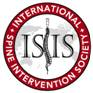 INTERNATIONAL
ISIS
SPINE INTERVENTION SOCIETY